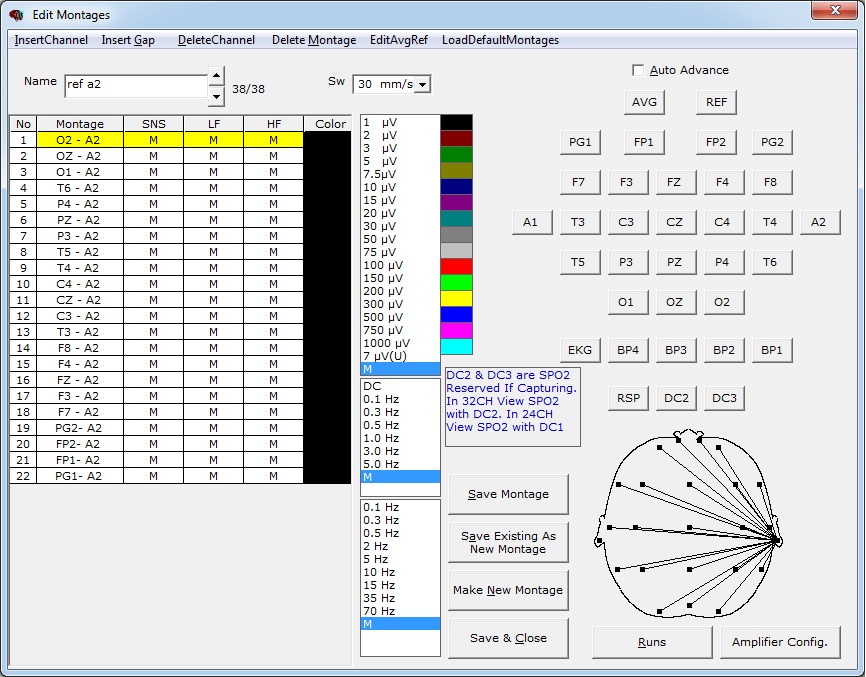 Edit Montages
InsertChannel Insert Gap DeleteChannel Delete Montage EditAvgRef LoadDefaultMontages
Name ref a2 38/38 Sw 30 mm/s Auto Advance
No Montage SNS LF HF Color
1 O2 - A2 M M M
2 OZ - A2 M M M
3 O1 - A2 M M M
4 T6 - A2 M M M
5 P4 - A2 M M M
6 PZ - A2 M M M
7 P3 - A2 M M M
8 T5 - A2 M M M
9 T4 - A2 M M M
10 C4 - A2 M M M
11 CZ - A2 M M M
12 C3 - A2 M M M
13 T3 - A2 M M M
14 F8 - A2 M M M
15 F4 - A2 M M M
16 FZ - A2 M M M
17 F3 - A2 M M M
18 F7 - A2 M M M
19 PG2- A2 M M M
20 FP2- A2 M M M
21 FP1- A2 M M M
22 PG1- A2 M M M
1 µV
2 µV
3 µV
5 µV
7.5µV
10 µV
15 µV
20 µV
30 µV
50 µV
75 µV
100 µV
150 µV
200 µV
300 µV
500 µV
750 µV
1000 µV
7 µV(U)
M
DC
0.1 Hz
0.3 Hz
0.5 Hz
1.0 Hz
3.0 Hz
5.0 Hz
M
0.1 Hz
0.3 Hz
0.5 Hz
2 Hz
5 Hz
10 Hz
15 Hz
35 Hz
70 Hz
M
AVG REF
PG1 FP1 FP2 PG2
F7 F3 FZ F4 F8
A1 T3 C3 CZ C4 T4 A2
T5 P3 PZ P4 T6
O1 OZ O2
EKG BP4 BP3 BP2 BP1
RSP DC2 DC3
DC2 & DC3 are SPO2
Reserved If Capturing.
In 32CH View SPO2
with DC2. In 24CH
View SPO2 with DC1
Save Montage
Save Existing As
New Montage
Make New Montage
Save & Close
Runs Amplifier Config.